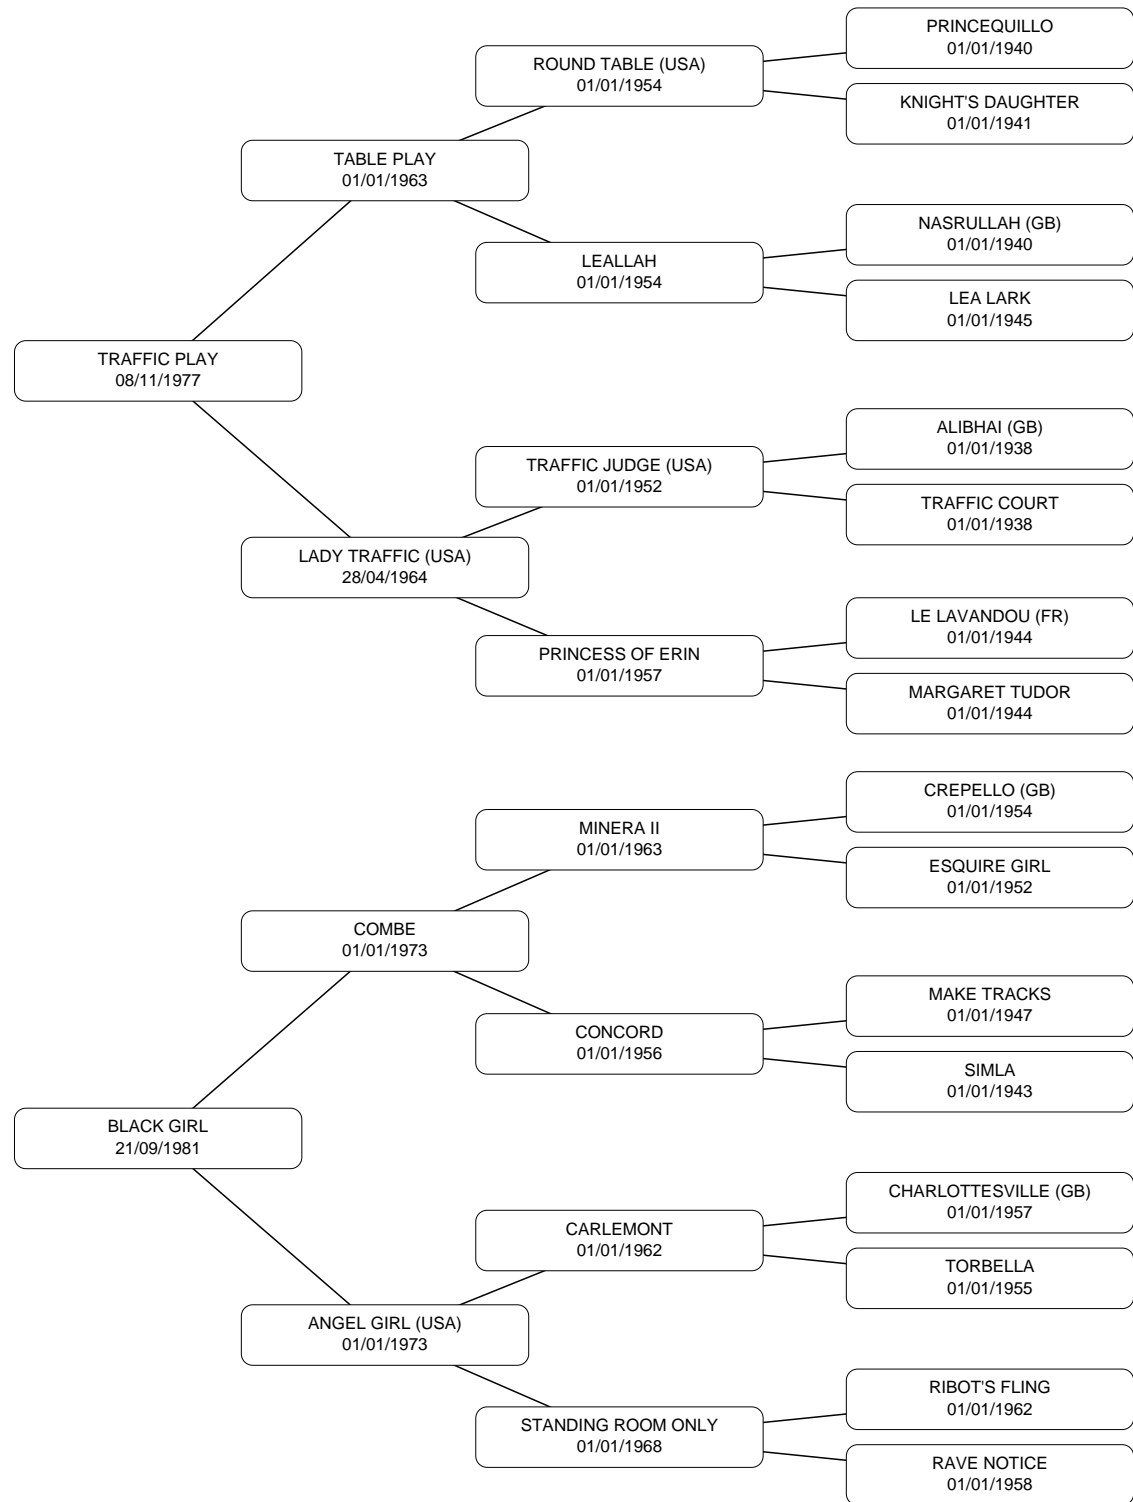 PRINCEQUILLO
01/01/1940
ROUND TABLE (USA)
01/01/1954
KNIGHT'S DAUGHTER
01/01/1941
TABLE PLAY
01/01/1963
NASRULLAH (GB)
01/01/1940
LEALLAH
01/01/1954
LEA LARK
01/01/1945
TRAFFIC PLAY
08/11/1977
ALIBHAI (GB)
01/01/1938
TRAFFIC JUDGE (USA)
01/01/1952
TRAFFIC COURT
01/01/1938
LADY TRAFFIC (USA)
28/04/1964
LE LAVANDOU (FR)
01/01/1944
PRINCESS OF ERIN
01/01/1957
MARGARET TUDOR
01/01/1944
CREPELLO (GB)
01/01/1954
MINERA II
01/01/1963
ESQUIRE GIRL
01/01/1952
COMBE
01/01/1973
MAKE TRACKS
01/01/1947
CONCORD
01/01/1956
SIMLA
01/01/1943
BLACK GIRL
21/09/1981
CHARLOTTESVILLE (GB)
01/01/1957
CARLEMONT
01/01/1962
TORBELLA
01/01/1955
ANGEL GIRL (USA)
01/01/1973
RIBOT'S FLING
01/01/1962
STANDING ROOM ONLY
01/01/1968
RAVE NOTICE
01/01/1958